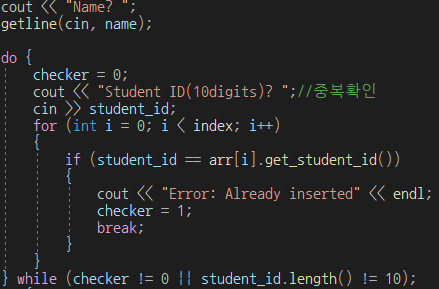 cout << "Name? ";
getline(cin, name);
do {
checker = 0;
cout << "Student ID(10digits)? ";//중복확인
cin >> student_id;
for (int i = 0; i < index; i++)
{
if (student_id == arr[i].get_student_id())
{
cout << "Error: Already inserted" << endl;
checker = 1;
break;
}
}
} while (checker != 0 || student_id.length() != 10);